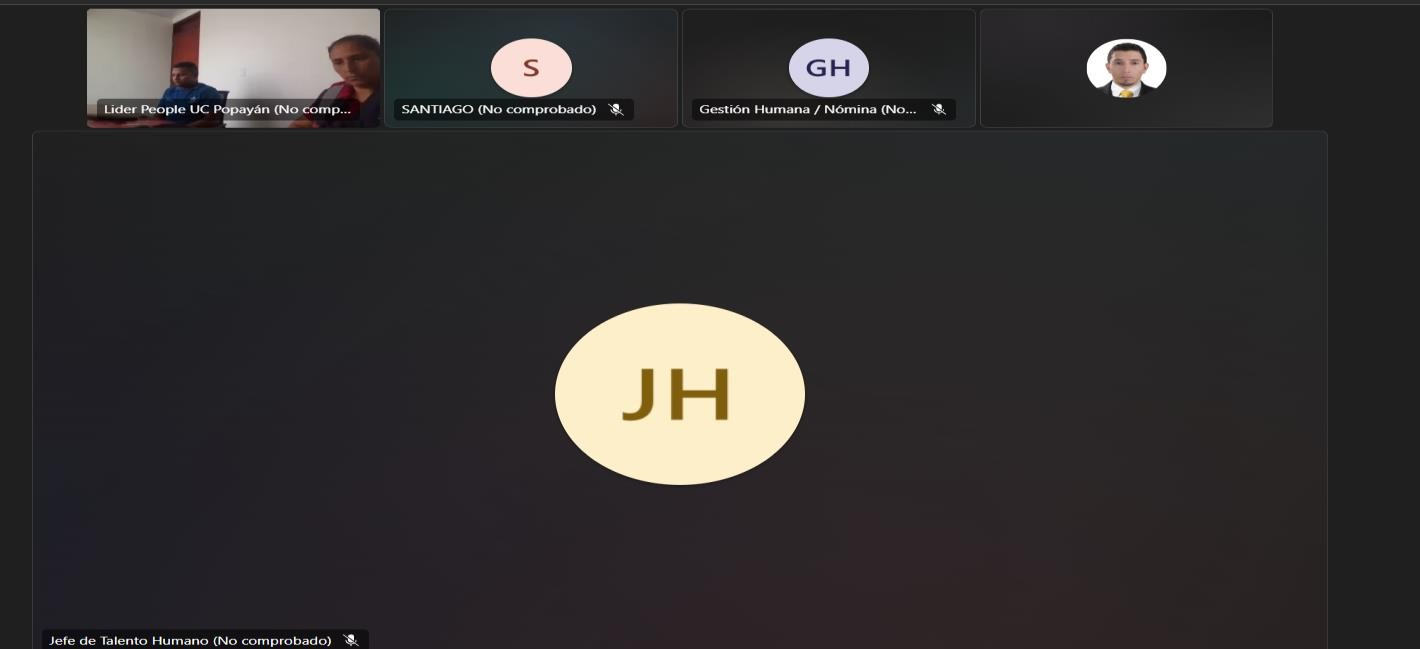 S
GH
Lider People UC Popayán (No comp...
SANTIAGO (No comprobado)
Gestión Humana / Nómina (No...
JH
Jefe de Talento Humano (No comprobado)